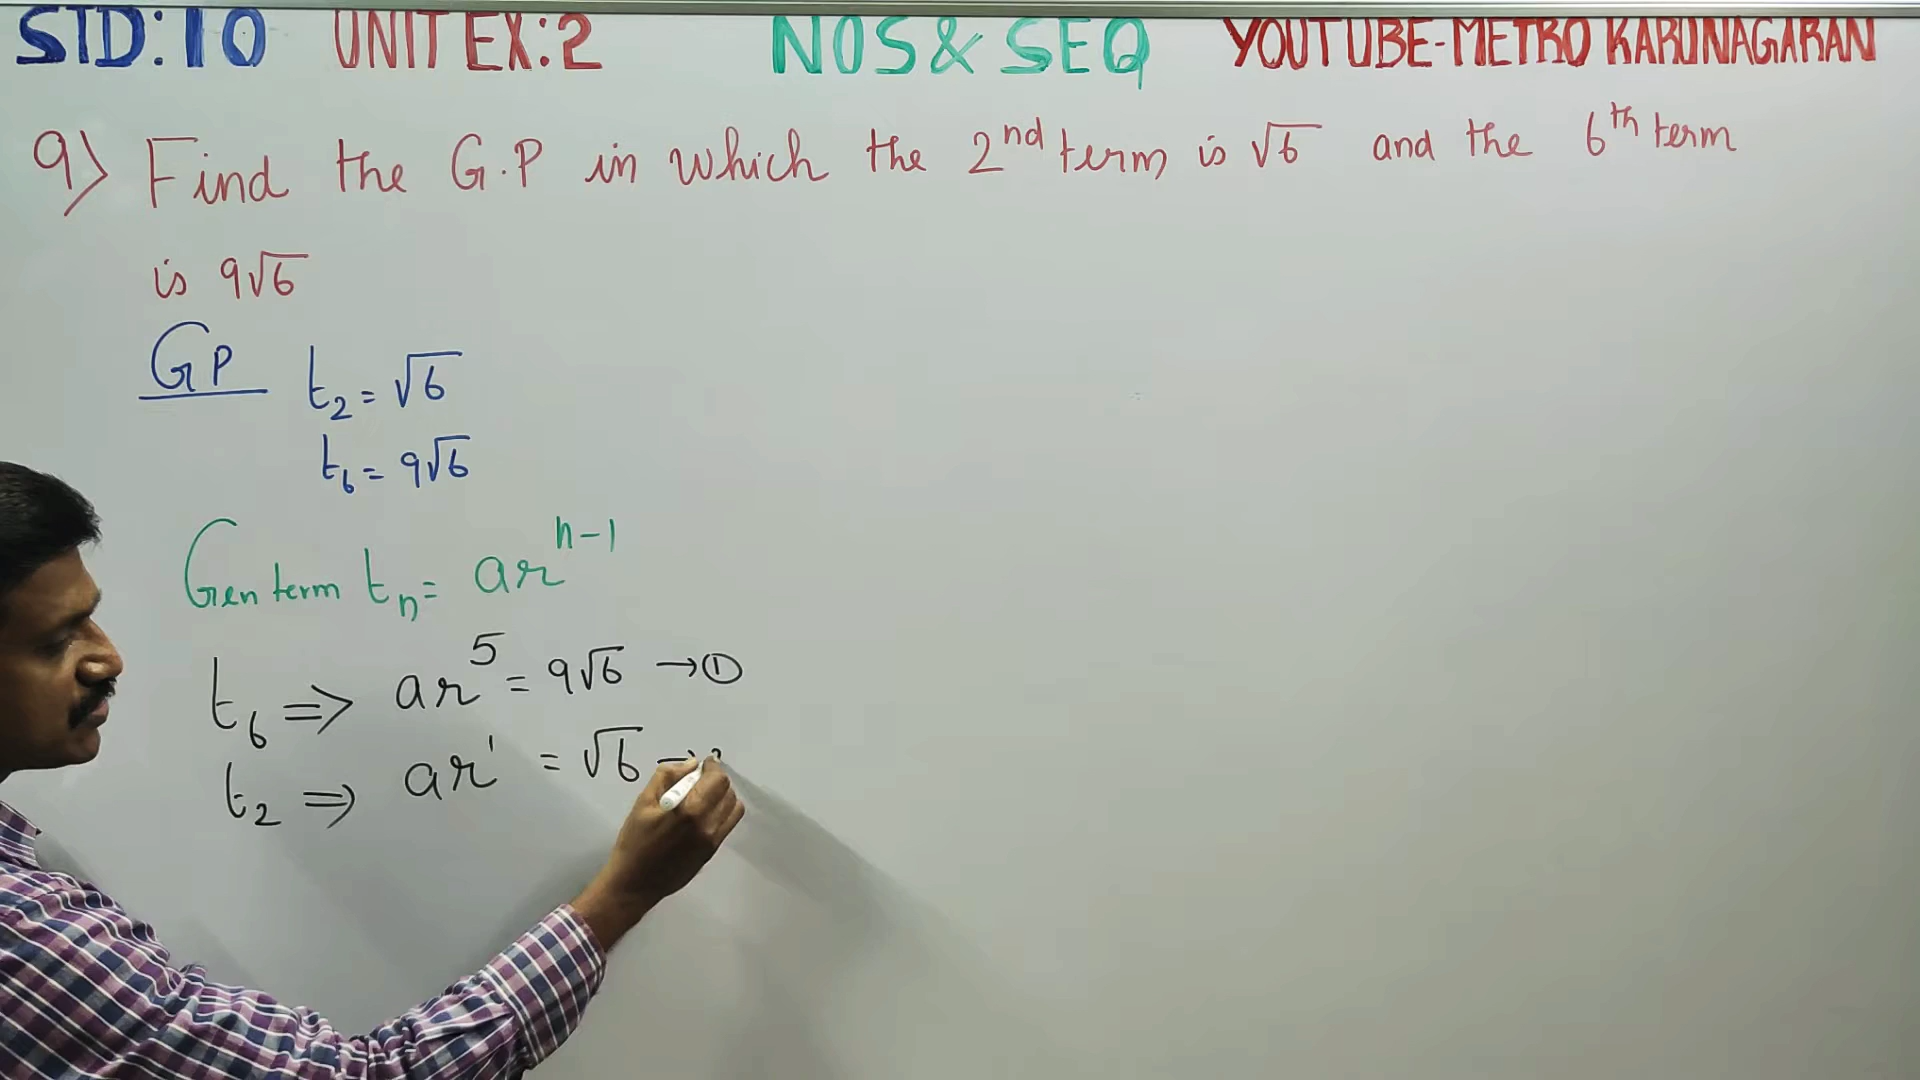 STD:10 UNIT EX:2 NOS & SEQ YOUTUBE-METRO KARUNAGARAN
9) Find the G.P in which the 2nd term is √6 and the 6th term
is 9√6
GP t₂ = √6
t₆ = 9√6
Gen term tₙ = arⁿ⁻¹
t₆ ⇒ ar⁵ = 9√6 → ①
t₂ ⇒ ar¹ = √6 →